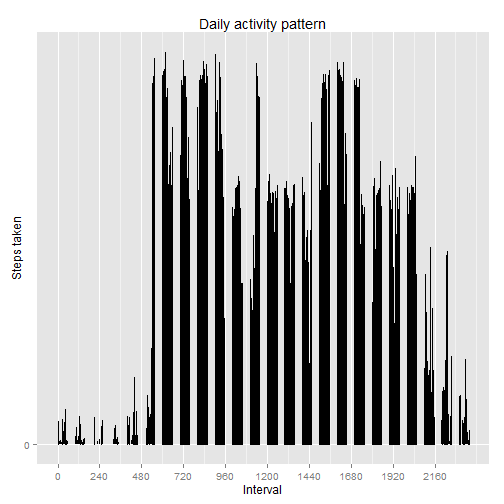 Daily activity pattern
Steps taken
0
0 240 480 720 960 1200 1440 1680 1920 2160
Interval